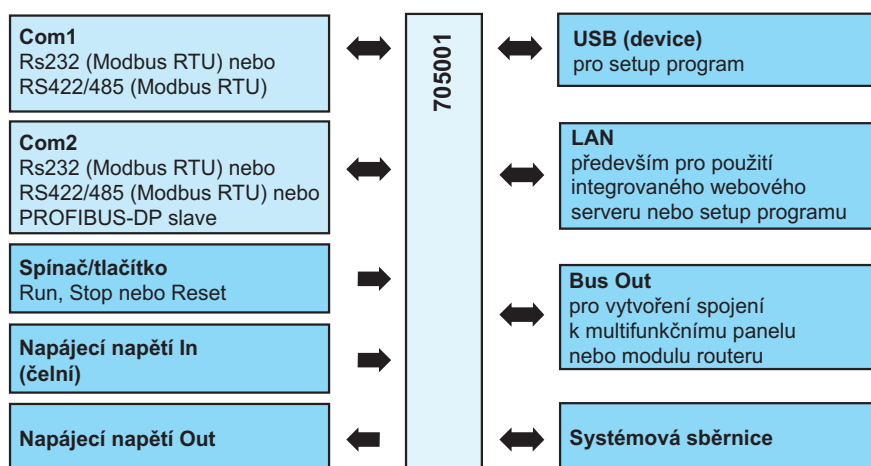 Com1
Rs232 (Modbus RTU) nebo
RS422/485 (Modbus RTU)
Com2
Rs232 (Modbus RTU) nebo
RS422/485 (Modbus RTU) nebo
PROFIBUS-DP slave
Spínač/tlačítko
Run, Stop nebo Reset
Napájecí napětí In
(čelní)
Napájecí napětí Out
705001
USB (device)
pro setup program
LAN
především pro použití
integrovaného webového
serveru nebo setup programu
Bus Out
pro vytvoření spojení
k multifunkčnímu panelu
nebo modulu routeru
Systémová sběrnice